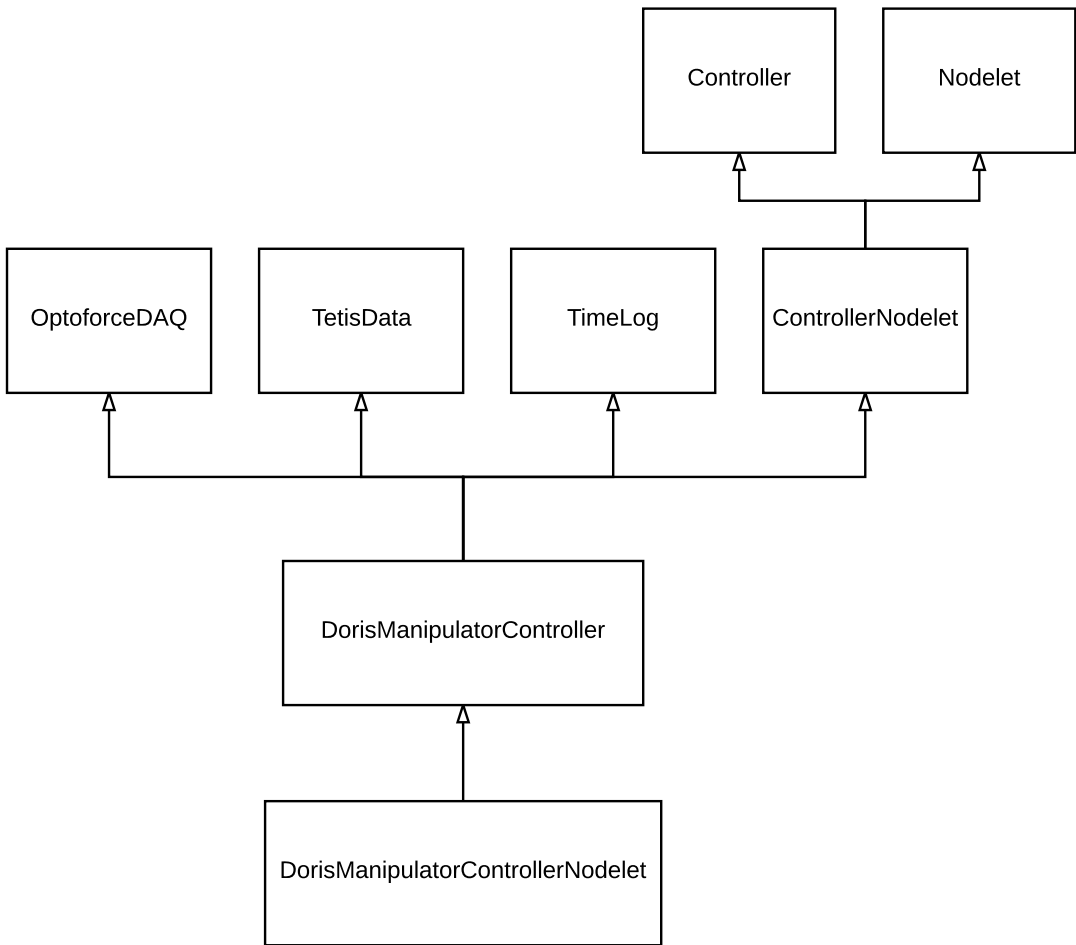 Controller
Nodelet
OptoforceDAQ
TetisData
TimeLog
ControllerNodelet
DorisManipulatorController
DorisManipulatorControllerNodelet